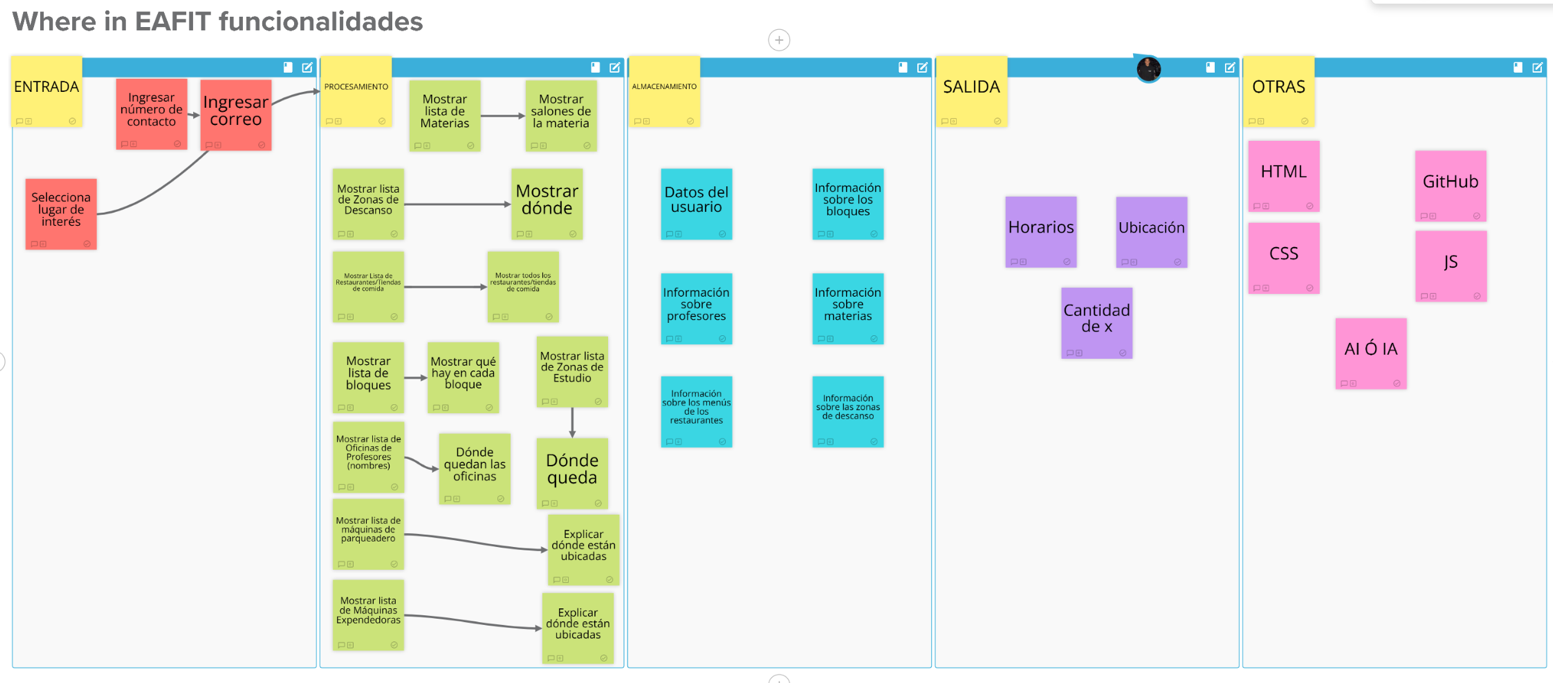 Where in EAFIT funcionalidades
ENTRADA
Ingresar
número de
contacto
Ingresar
correo
Selecciona
lugar de
interés
PROCESAMIENTO
Mostrar
lista de
Materias
Mostrar
salones de
la materia
Mostrar lista
de Zonas de
Descanso
Mostrar
dónde
Mostrar Lista de
Restaurantes/Tiendas
de comida
Mostrar todos los
restaurantes/tiendas
de comida
Mostrar
lista de
bloques
Mostrar qué
hay en cada
bloque
Mostrar lista
de Zonas de
Estudio
Mostrar lista de
Oficinas de
Profesores
(nombres)
Dónde
quedan las
oficinas
Dónde
queda
Mostrar lista de
máquinas de
parqueadero
Explicar
dónde están
ubicadas
Mostrar lista
de Máquinas
Expendedoras
Explicar
dónde están
ubicadas
ALMACENAMIENTO
Datos del
usuario
Información
sobre los
bloques
Información
sobre
profesores
Información
sobre
materias
Información
sobre los menús
de los
restaurantes
Información
sobre las zonas
de descanso
SALIDA
Horarios
Ubicación
Cantidad
de x
OTRAS
HTML
GitHub
CSS
JS
AI Ó IA